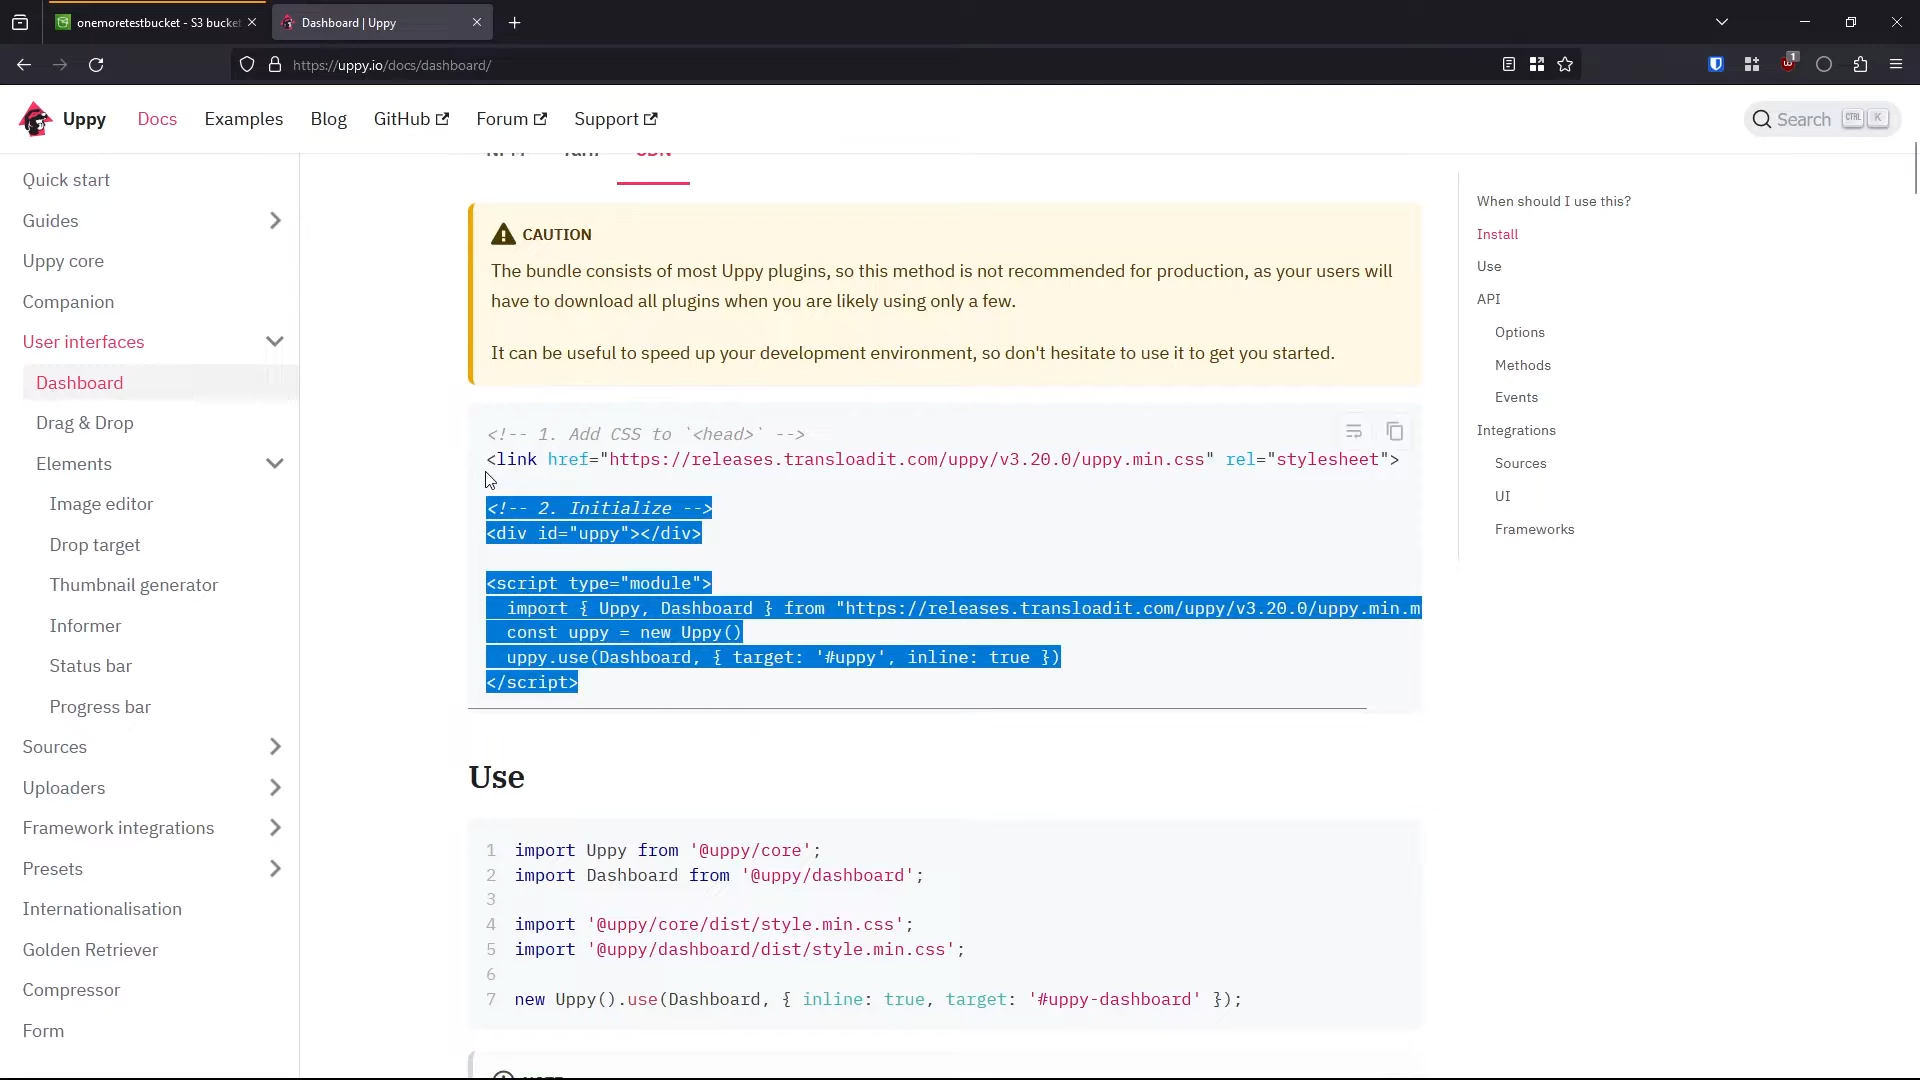 onemoretestbucket - S3 bucket
Dashboard | Uppy
https://uppy.io/docs/dashboard/
1
Uppy
Docs
Examples
Blog
GitHub
Forum
Support
Search
CTRL
K
Quick start
Guides
Uppy core
Companion
User interfaces
Dashboard
Drag & Drop
Elements
Image editor
Drop target
Thumbnail generator
Informer
Status bar
Progress bar
Sources
Uploaders
Framework integrations
Presets
Internationalisation
Golden Retriever
Compressor
Form
CAUTION
The bundle consists of most Uppy plugins, so this method is not recommended for production, as your users will
have to download all plugins when you are likely using only a few.
It can be useful to speed up your development environment, so don't hesitate to use it to get you started.
<!-- 1. Add CSS to `<head>` -->
<link href="https://releases.transloadit.com/uppy/v3.20.0/uppy.min.css" rel="stylesheet">
<!-- 2. Initialize -->
<div id="uppy"></div>
<script type="module">
import { Uppy, Dashboard } from "https://releases.transloadit.com/uppy/v3.20.0/uppy.min.m
const uppy = new Uppy()
uppy.use(Dashboard, { target: '#uppy', inline: true })
</script>
Use
1 import Uppy from '@uppy/core';
2 import Dashboard from '@uppy/dashboard';
3
4 import '@uppy/core/dist/style.min.css';
5 import '@uppy/dashboard/dist/style.min.css';
6
7 new Uppy().use(Dashboard, { inline: true, target: '#uppy-dashboard' });
When should I use this?
Install
Use
API
Options
Methods
Events
Integrations
Sources
UI
Frameworks